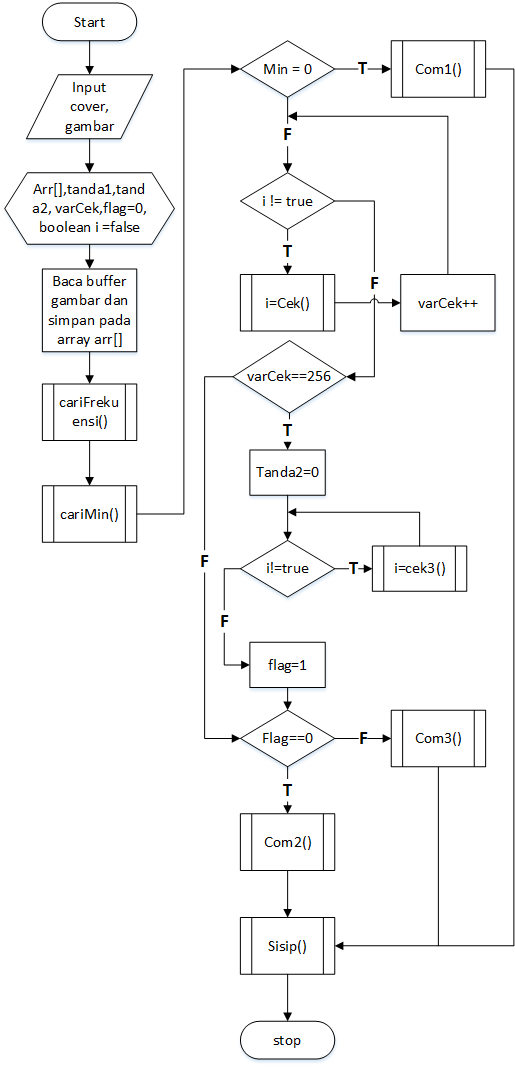 Start
Input
cover,
gambar
Arr[],tanda1,tand
a2, varCek,flag=0,
boolean i =false
Baca buffer
gambar dan
simpan pada
array arr[]
cariFreku
ensi()
cariMin()
Min = 0
T
Com1()
F
i != true
T
F
i=Cek()
varCek++
varCek==256
T
Tanda2=0
F
i!=true
T
i=cek3()
F
flag=1
Flag==0
F
Com3()
T
Com2()
Sisip()
stop